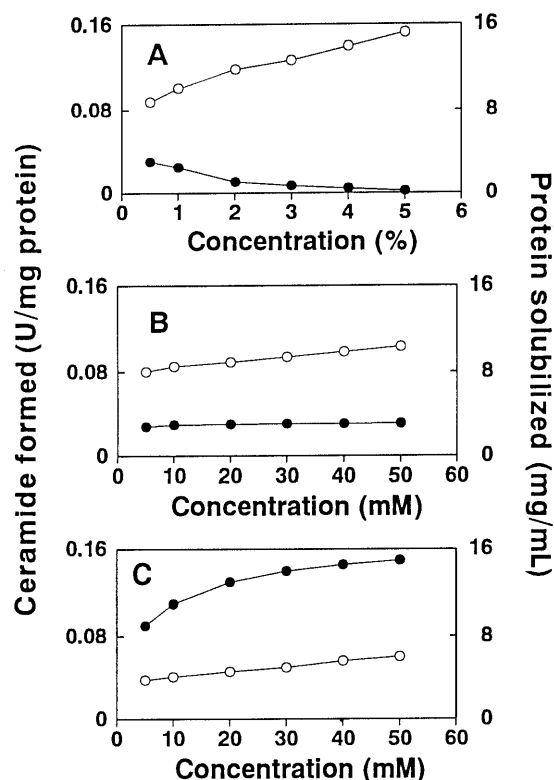 Ceramide formed (U/mg protein)
Protein solubilized (mg/mL)
A
0.16
0.08
0
16
8
0
0 1 2 3 4 5 6
Concentration (%)
B
0.16
0.08
0
16
8
0
0 10 20 30 40 50 60
Concentration (mM)
C
0.16
0.08
0
16
8
0
0 10 20 30 40 50 60
Concentration (mM)